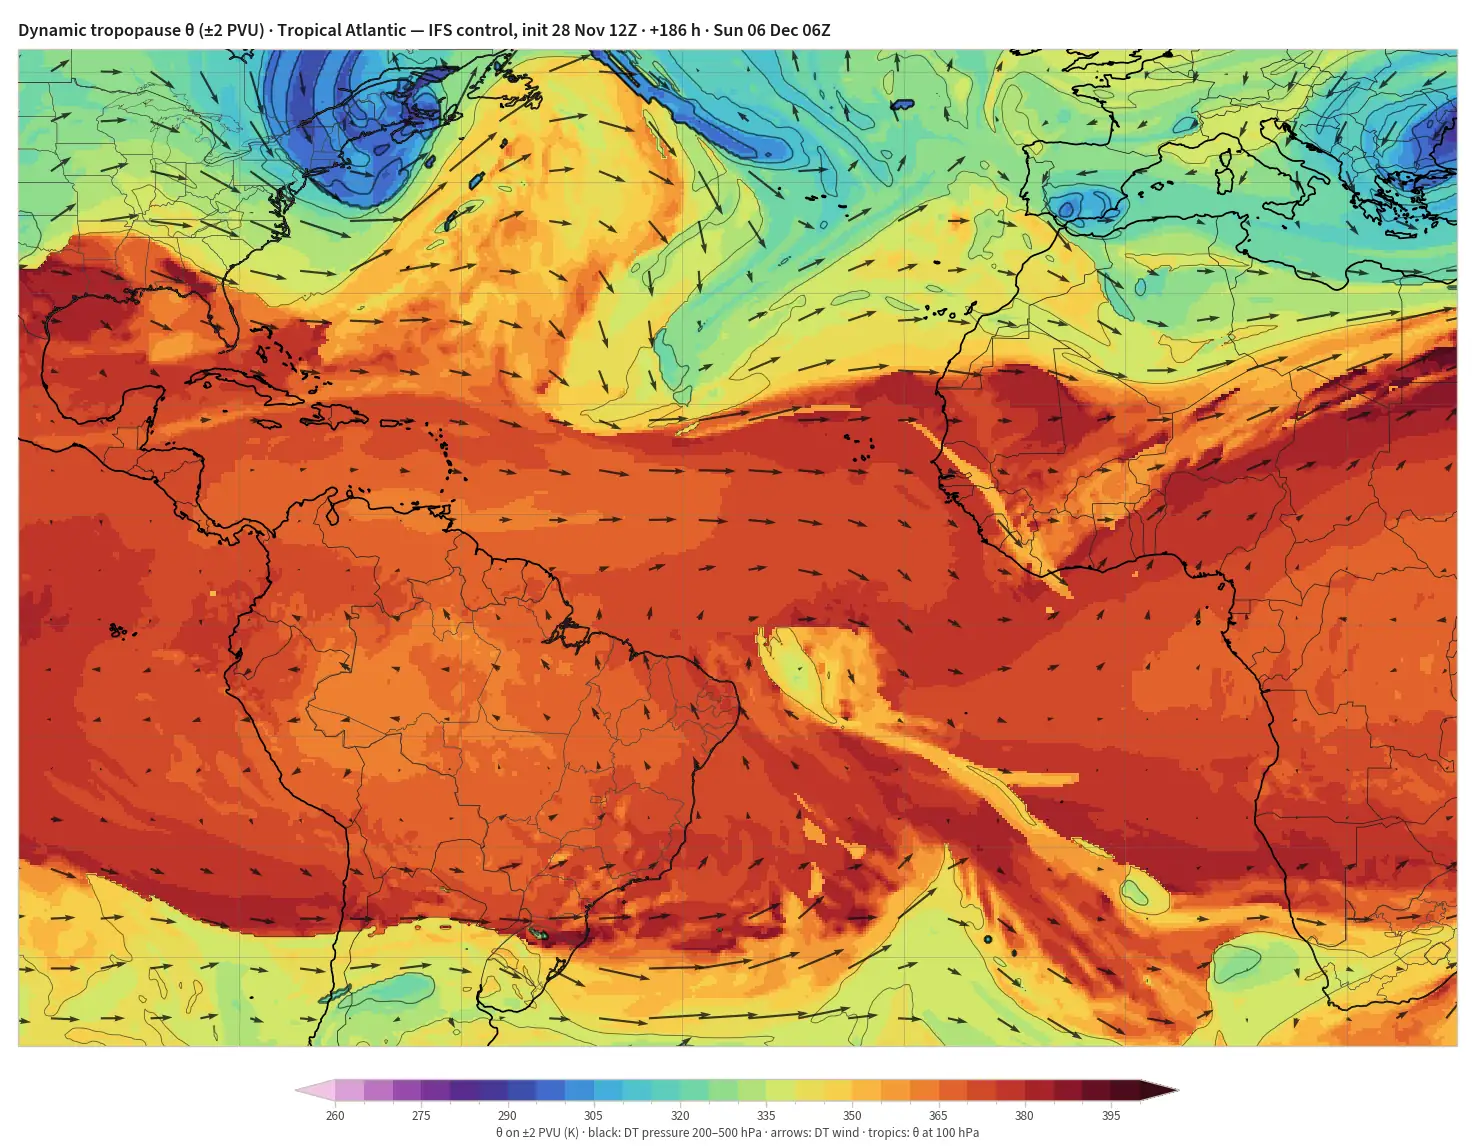 Dynamic tropopause θ (±2 PVU) · Tropical Atlantic — IFS control, init 28 Nov 12Z · +186 h · Sun 06 Dec 06Z
260 275 290 305 320 335 350 365 380 395
θ on ±2 PVU (K) · black: DT pressure 200–500 hPa · arrows: DT wind · tropics: θ at 100 hPa